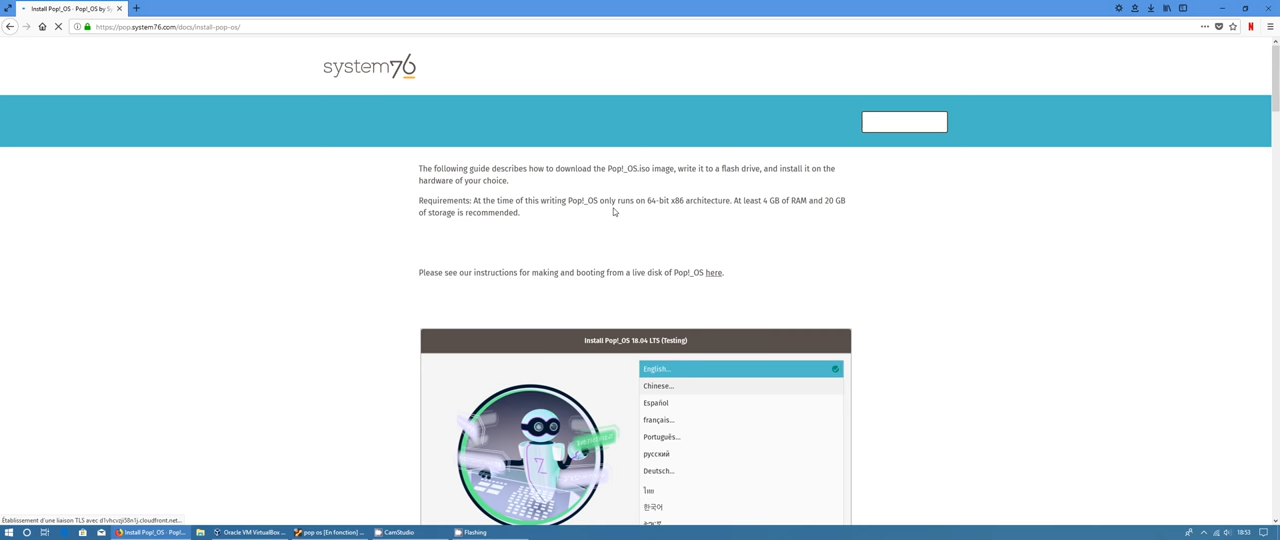 Install Pop!_OS · Pop!_OS by Sy
https://pop.system76.com/docs/install-pop-os/
system76
The following guide describes how to download the Pop!_OS.iso image, write it to a flash drive, and install it on the
hardware of your choice.
Requirements: At the time of this writing Pop!_OS only runs on 64-bit x86 architecture. At least 4 GB of RAM and 20 GB
of storage is recommended.
Please see our instructions for making and booting from a live disk of Pop!_OS here.
Install Pop!_OS 18.04 LTS (Testing)
English...
Chinese...
Español
français...
Português...
русский
Deutsch...
ไทย
한국어
Établissement d'une liaison TLS avec d1vhcvzji58n1j.cloudfront.net...
Install Pop!_OS · Pop!...
Oracle VM VirtualBox ...
pop os [En fonction] ...
CamStudio
Flashing
18:53